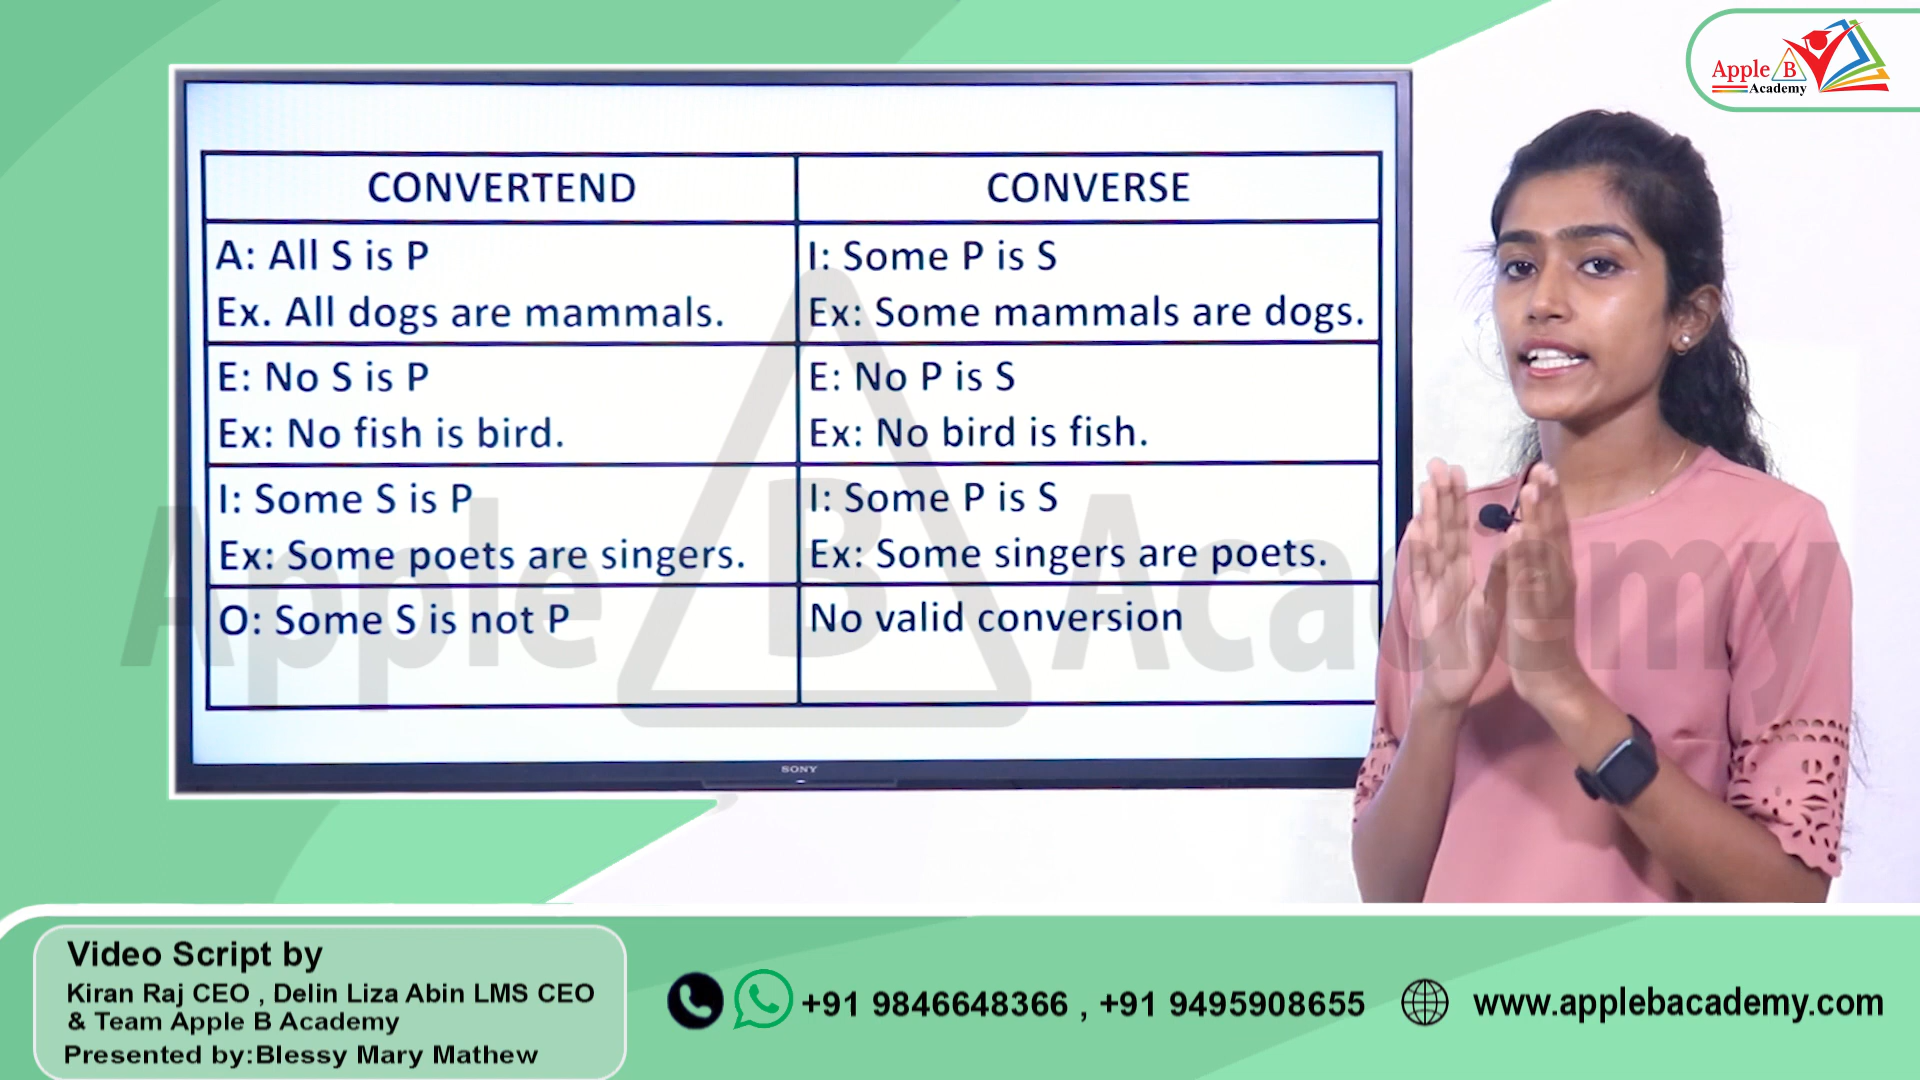 Apple B
Academy
CONVERTEND
CONVERSE
A: All S is P
Ex. All dogs are mammals.
I: Some P is S
Ex: Some mammals are dogs.
E: No S is P
Ex: No fish is bird.
E: No P is S
Ex: No bird is fish.
I: Some S is P
Ex: Some poets are singers.
I: Some P is S
Ex: Some singers are poets.
O: Some S is not P
No valid conversion
Apple B Academy
SONY
Video Script by
Kiran Raj CEO , Delin Liza Abin LMS CEO
& Team Apple B Academy
Presented by:Blessy Mary Mathew
+91 9846648366 , +91 9495908655
www.applebacademy.com